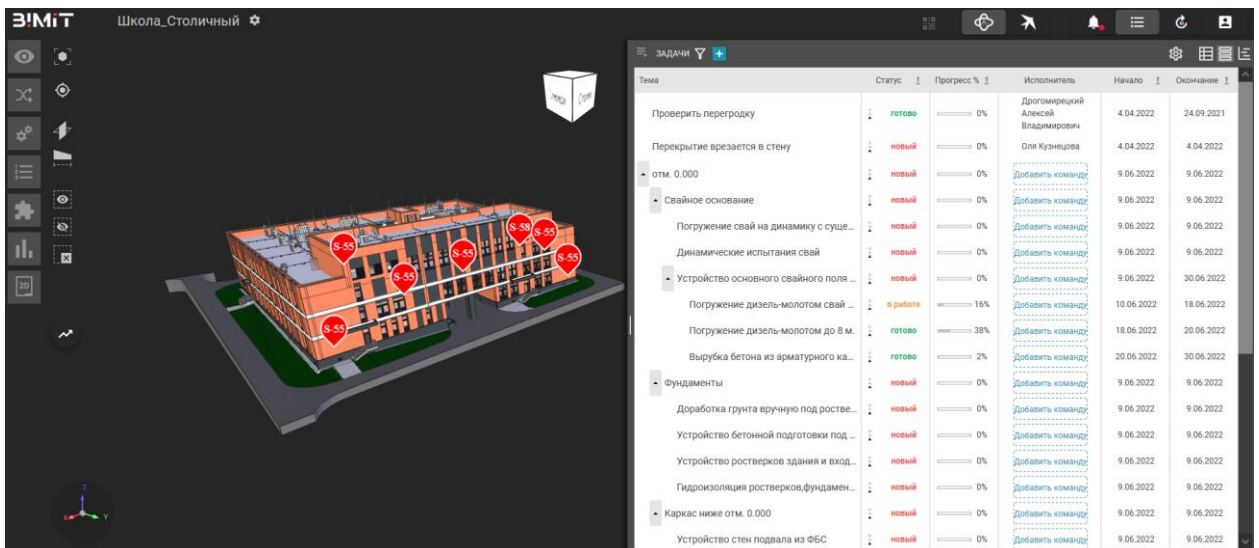 BIMiT
Школа_Столичный
ЗАДАЧИ
Тема Статус Прогресс % Исполнитель Начало Окончание
Проверить перегродку готово 0% Дрогомирецкий Алексей Владимирович 4.04.2022 24.09.2021
Перекрытие врезается в стену новый 0% Оля Кузнецова 4.04.2022 4.04.2022
отм. 0.000 новый 0% Добавить команду 9.06.2022 9.06.2022
Свайное основание новый 0% Добавить команду 9.06.2022 9.06.2022
Погружение свай на динамику с суще... новый 0% Добавить команду 9.06.2022 9.06.2022
Динамические испытания свай новый 0% Добавить команду 9.06.2022 9.06.2022
Устройство основного свайного поля ... новый 0% Добавить команду 9.06.2022 30.06.2022
Погружение дизель-молотом свай ... в работе 16% Добавить команду 10.06.2022 18.06.2022
Погружение дизель-молотом до 8 м. готово 38% Добавить команду 18.06.2022 20.06.2022
Вырубка бетона из арматурного ка... готово 2% Добавить команду 20.06.2022 30.06.2022
Фундаменты новый 0% Добавить команду 9.06.2022 9.06.2022
Доработка грунта вручную под ростве... новый 0% Добавить команду 9.06.2022 9.06.2022
Устройство бетонной подготовки под ... новый 0% Добавить команду 9.06.2022 9.06.2022
Устройство ростверков здания и вход... новый 0% Добавить команду 9.06.2022 9.06.2022
Гидроизоляция ростверков,фундамен... новый 0% Добавить команду 9.06.2022 9.06.2022
Каркас ниже отм. 0.000 новый 0% Добавить команду 9.06.2022 9.06.2022
Устройство стен подвала из ФБС новый 0% Добавить команду 9.06.2022 9.06.2022
2D
S-55
S-55
S-55
S-55
S-58
S-55
S-55
Z
X
Y